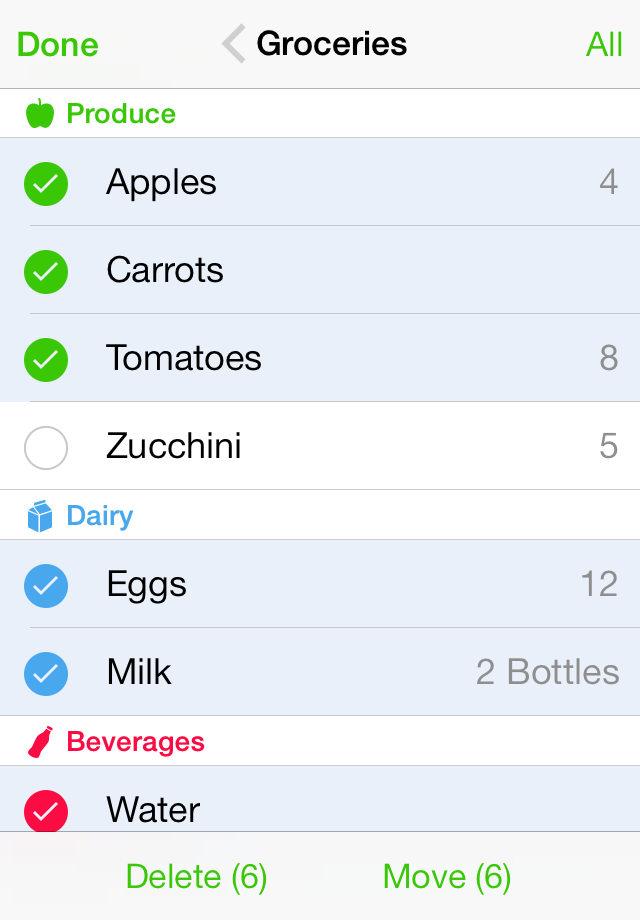 Done Groceries All
Produce
Apples 4
Carrots
Tomatoes 8
Zucchini 5
Dairy
Eggs 12
Milk 2 Bottles
Beverages
Water
Delete (6) Move (6)